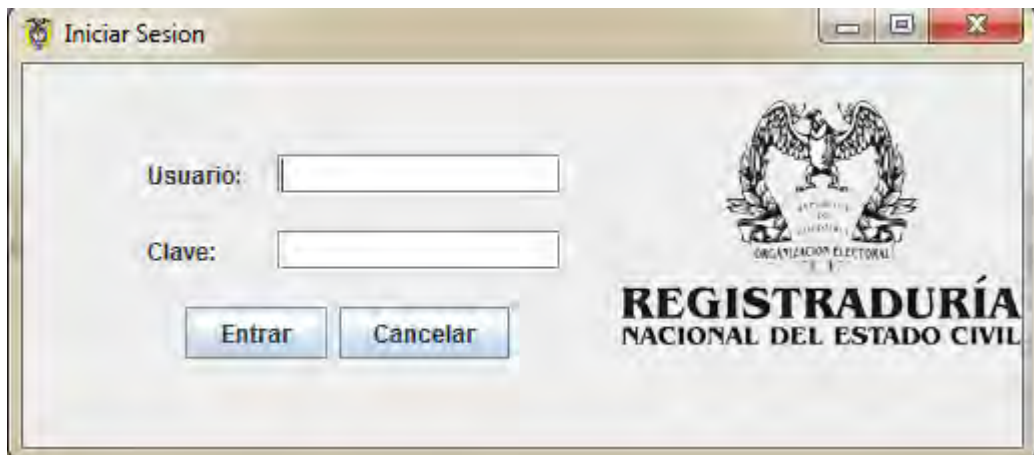 Iniciar Sesion
Usuario:
Clave:
Entrar
Cancelar
ORGANIZACION ELECTORAL
REGISTRADURÍA
NACIONAL DEL ESTADO CIVIL